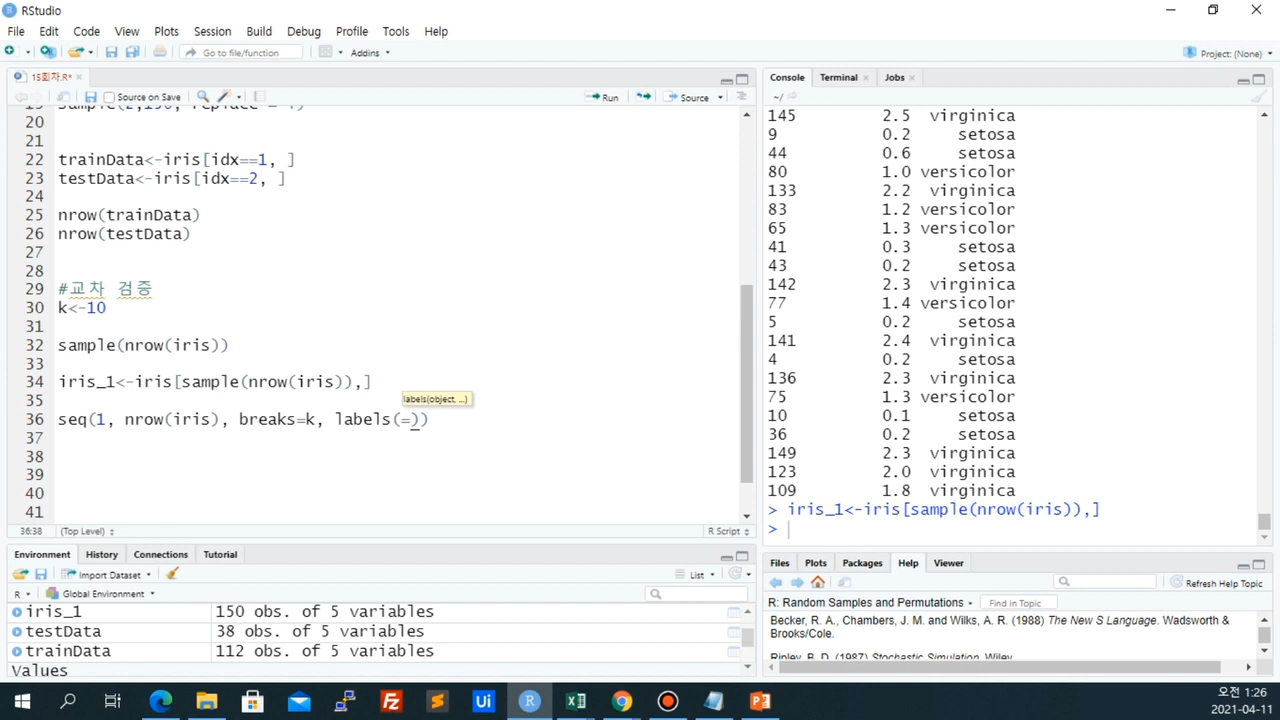 RStudio
File Edit Code View Plots Session Build Debug Profile Tools Help
Go to file/function Addins Project: (None)
15회차.R*
Source on Save Run Source
19 sample(2,150, replace = T)
20
21
22 trainData<-iris[idx==1, ]
23 testData<-iris[idx==2, ]
24
25 nrow(trainData)
26 nrow(testData)
27
28
29 #교차 검증
30 k<-10
31
32 sample(nrow(iris))
33
34 iris_1<-iris[sample(nrow(iris)),]
35 labels(object, ...)
36 seq(1, nrow(iris), breaks=k, labels(=))
37
38
39
40
41
36:38 (Top Level) R Script
Environment History Connections Tutorial
Import Dataset List
R Global Environment
iris_1 150 obs. of 5 variables
testData 38 obs. of 5 variables
trainData 112 obs. of 5 variables
Values
Console Terminal Jobs
~/
145 2.5 virginica
9 0.2 setosa
44 0.6 setosa
80 1.0 versicolor
133 2.2 virginica
83 1.2 versicolor
65 1.3 versicolor
41 0.3 setosa
43 0.2 setosa
142 2.3 virginica
77 1.4 versicolor
5 0.2 setosa
141 2.4 virginica
4 0.2 setosa
136 2.3 virginica
75 1.3 versicolor
10 0.1 setosa
36 0.2 setosa
149 2.3 virginica
123 2.0 virginica
109 1.8 virginica
> iris_1<-iris[sample(nrow(iris)),]
>
Files Plots Packages Help Viewer
Refresh Help Topic
R: Random Samples and Permutations Find in Topic
Becker, R. A., Chambers, J. M. and Wilks, A. R. (1988) The New S Language. Wadsworth &
Brooks/Cole.
Ripley, B. D. (1987) Stochastic Simulation. Wiley.
오전 1:26
2021-04-11